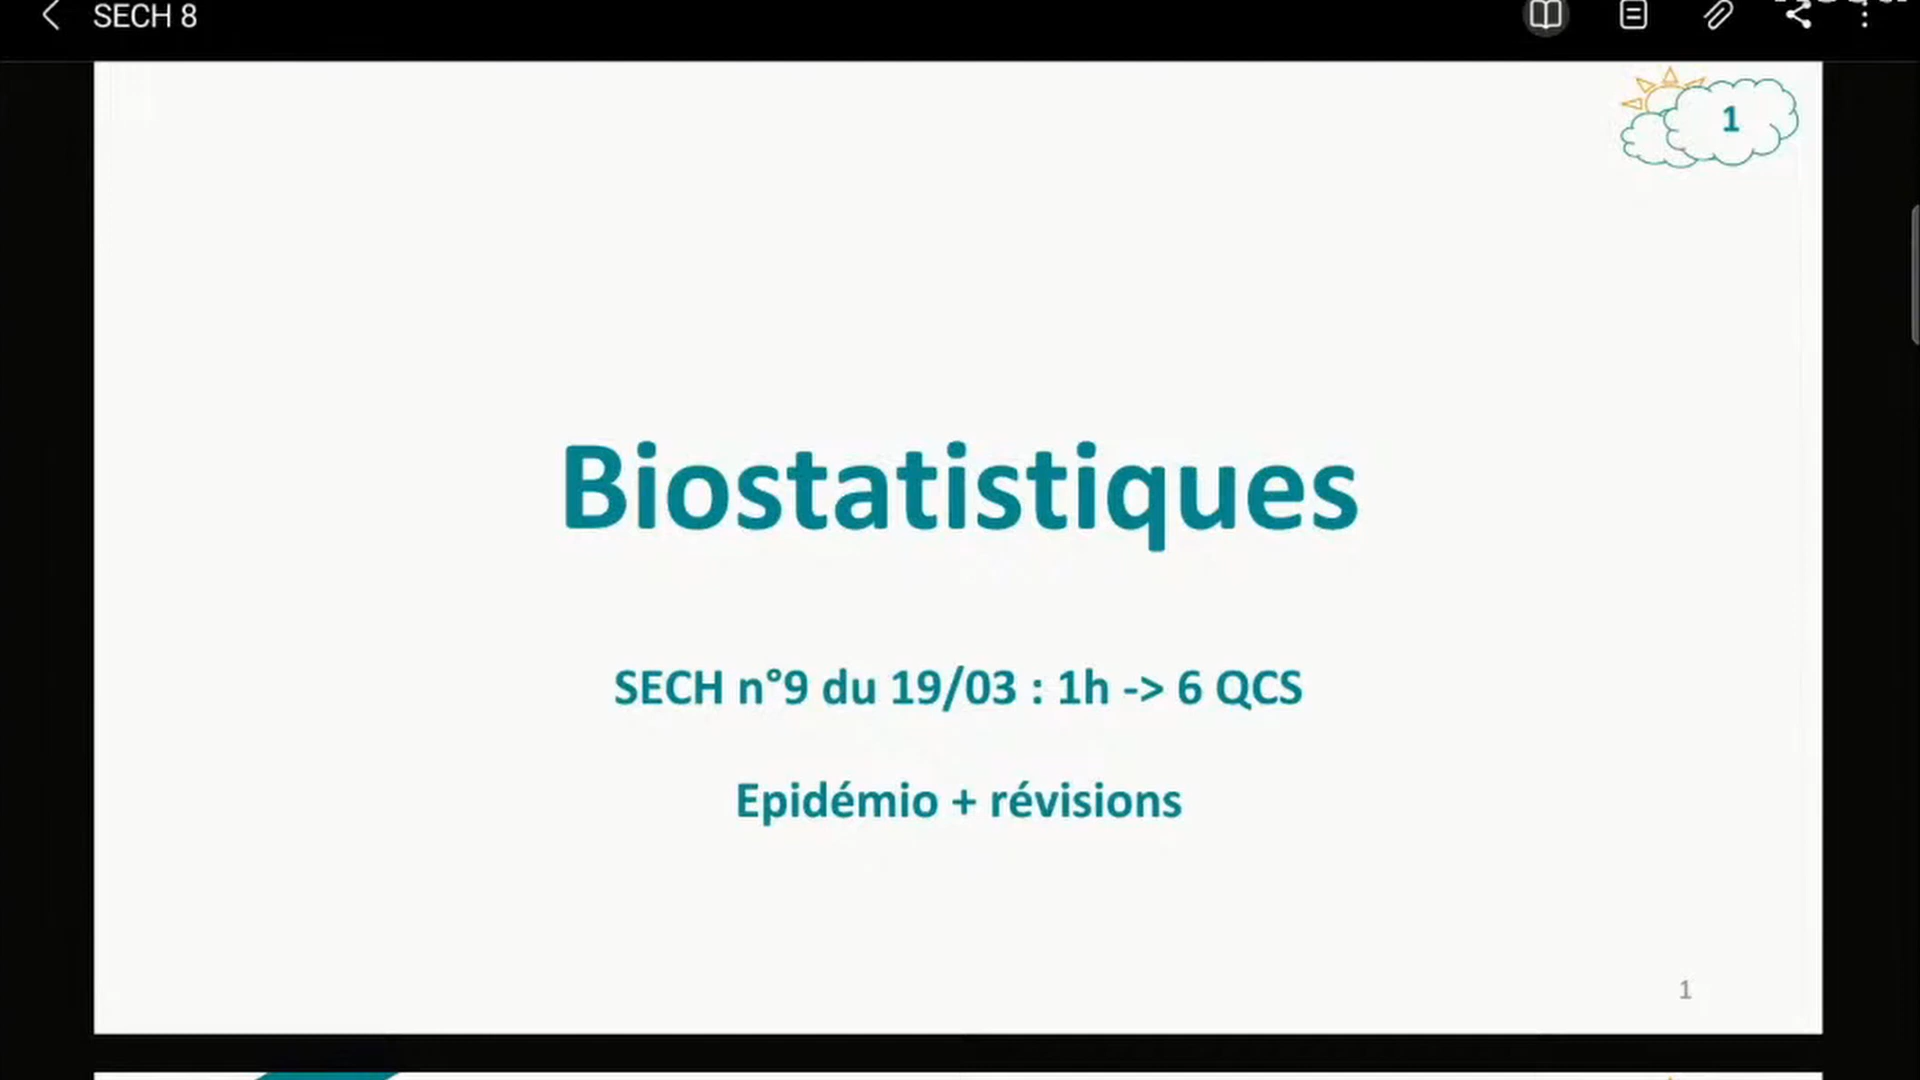 SECH 8
1
Biostatistiques
SECH n°9 du 19/03 : 1h -> 6 QCS
Epidémio + révisions
1